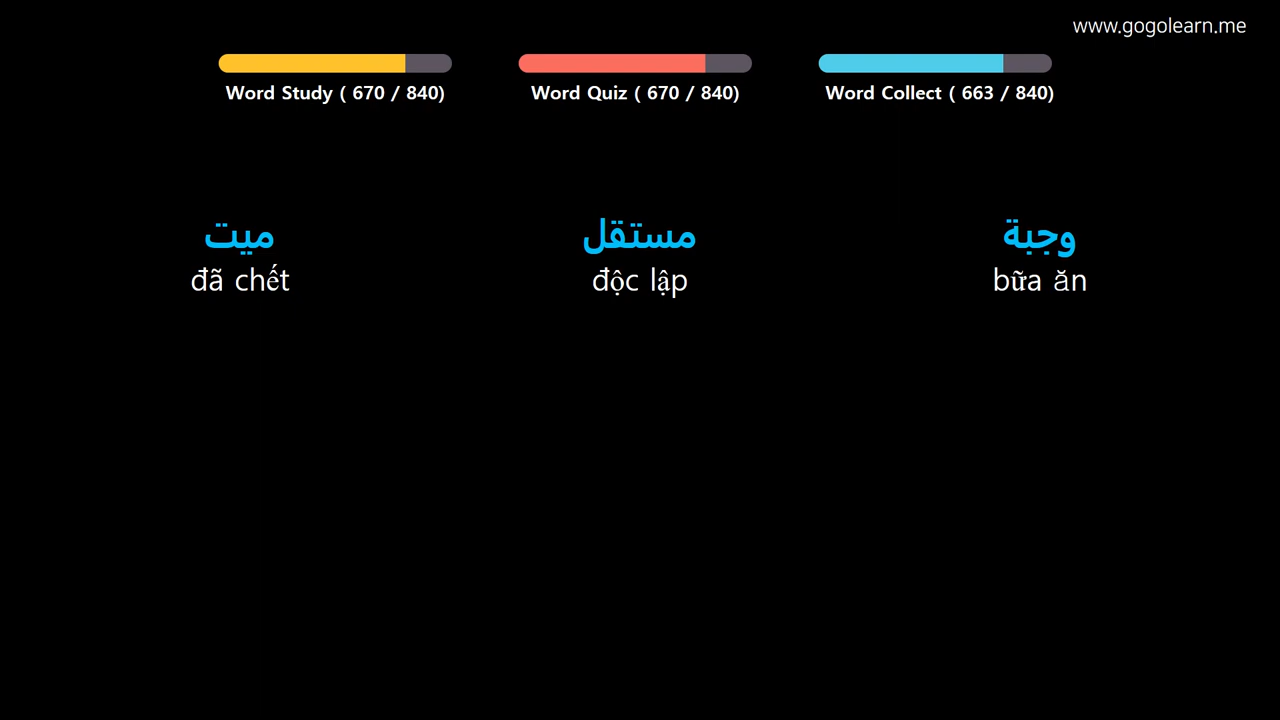 www.gogolearn.me
Word Study ( 670 / 840)
Word Quiz ( 670 / 840)
Word Collect ( 663 / 840)
ميت
đã chết
مستقل
độc lập
وجبة
bữa ăn